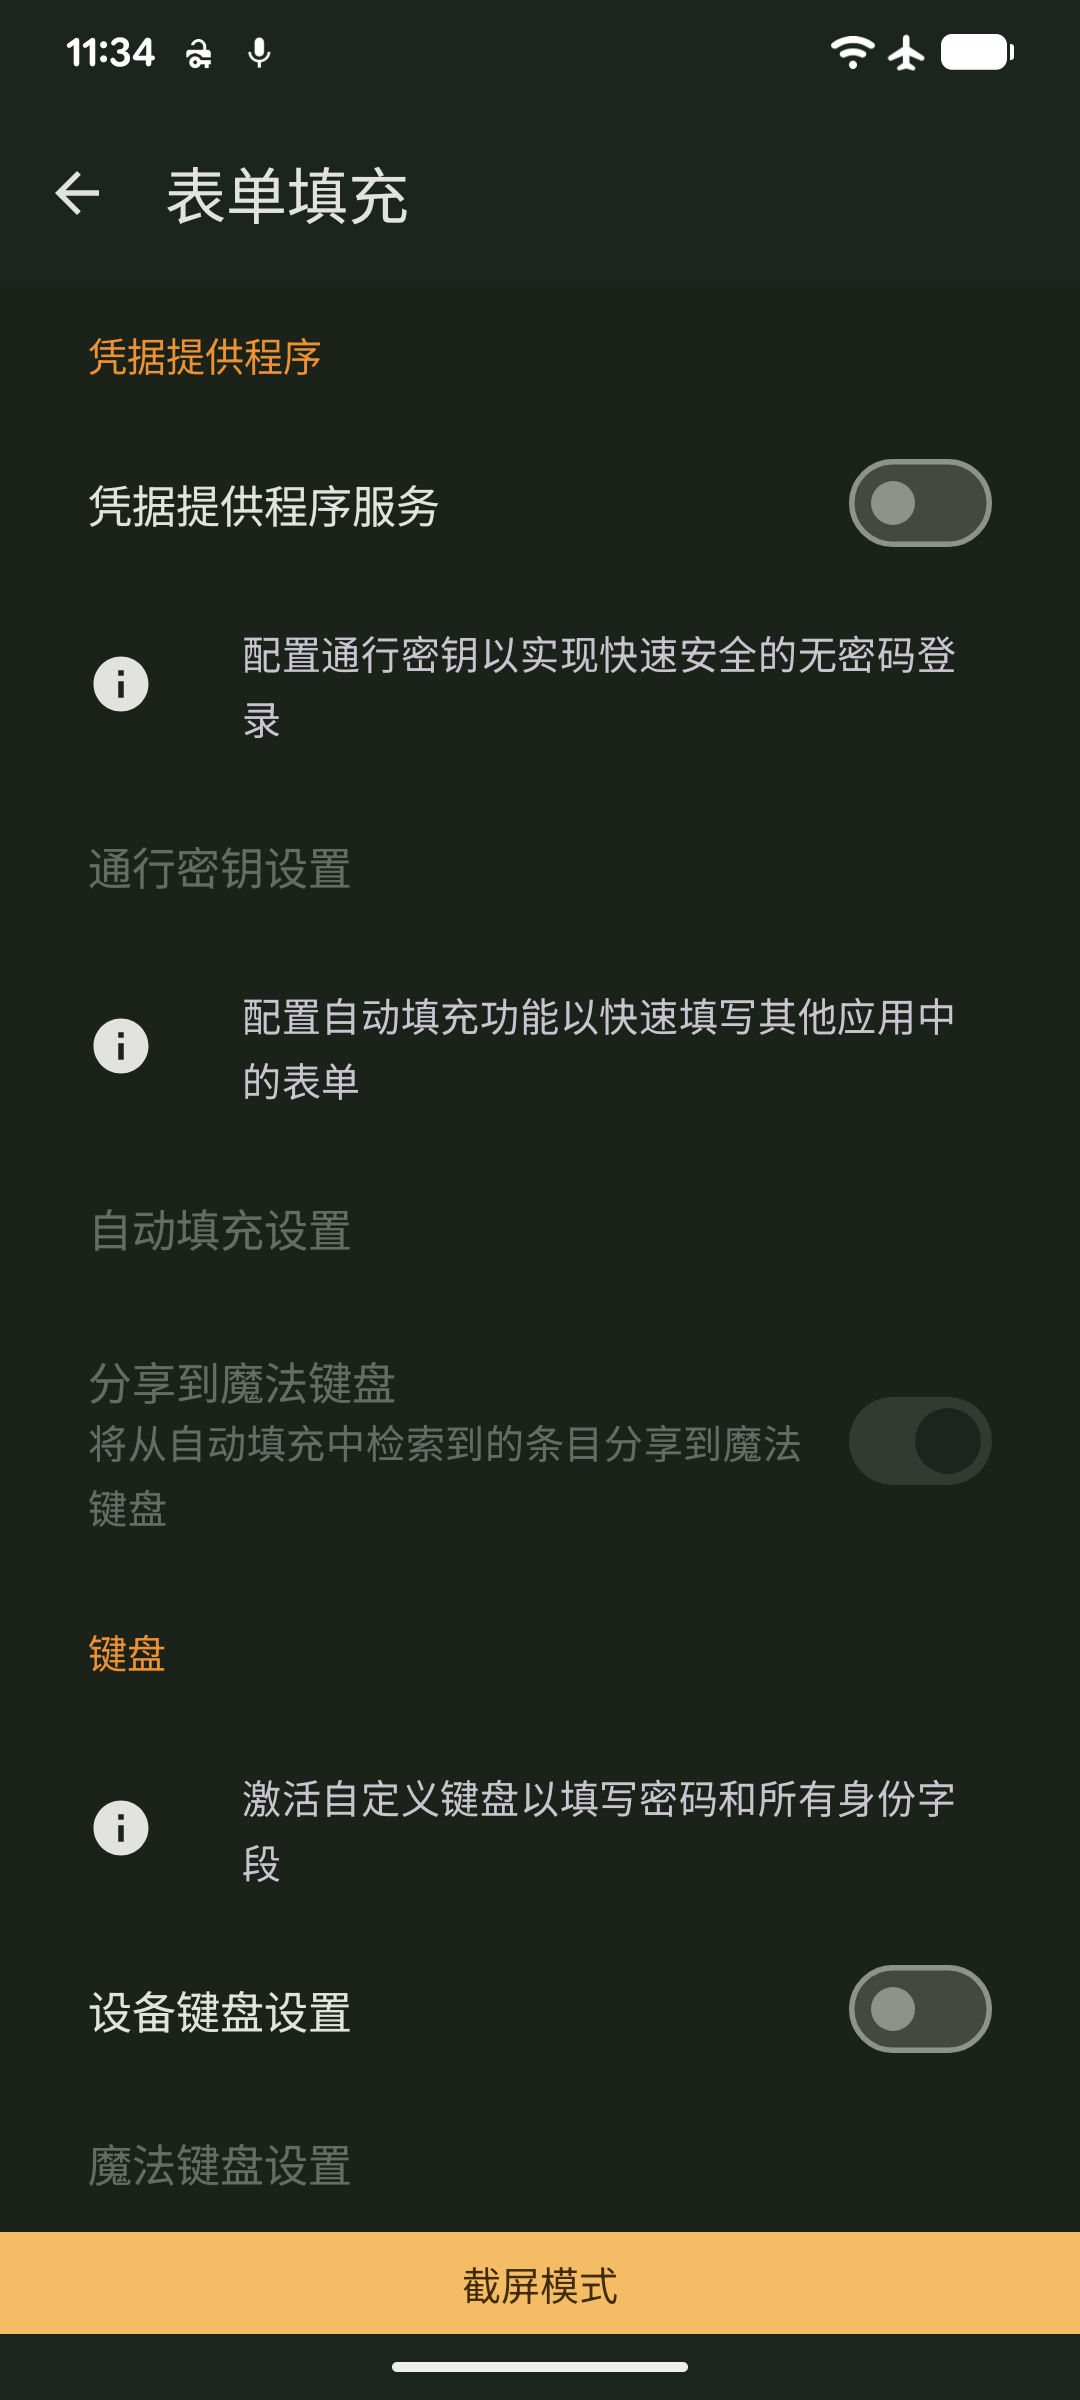 11:34
表单填充
凭据提供程序
凭据提供程序服务
配置通行密钥以实现快速安全的无密码登
录
通行密钥设置
配置自动填充功能以快速填写其他应用中
的表单
自动填充设置
分享到魔法键盘
将从自动填充中检索到的条目分享到魔法
键盘
键盘
激活自定义键盘以填写密码和所有身份字
段
设备键盘设置
魔法键盘设置
截屏模式